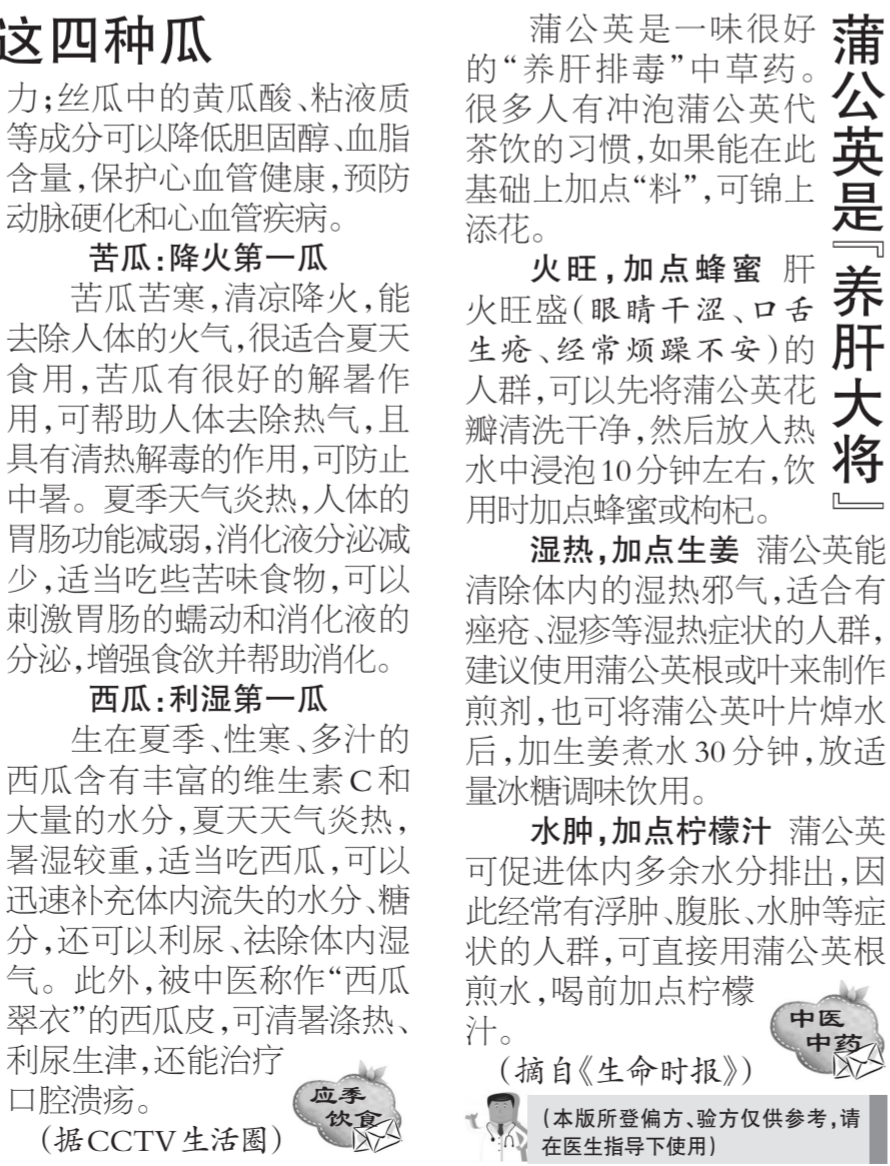 这四种瓜
力;丝瓜中的黄瓜酸、粘液质
等成分可以降低胆固醇、血脂
含量,保护心血管健康,预防
动脉硬化和心血管疾病。
苦瓜:降火第一瓜
苦瓜苦寒,清凉降火,能
去除人体的火气,很适合夏天
食用,苦瓜有很好的解暑作
用,可帮助人体去除热气,且
具有清热解毒的作用,可防止
中暑。夏季天气炎热,人体的
胃肠功能减弱,消化液分泌减
少,适当吃些苦味食物,可以
刺激胃肠的蠕动和消化液的
分泌,增强食欲并帮助消化。
西瓜:利湿第一瓜
生在夏季、性寒、多汁的
西瓜含有丰富的维生素C和
大量的水分,夏天天气炎热,
暑湿较重,适当吃西瓜,可以
迅速补充体内流失的水分、糖
分,还可以利尿、祛除体内湿
气。此外,被中医称作“西瓜
翠衣”的西瓜皮,可清暑涤热、
利尿生津,还能治疗
口腔溃疡。
(据CCTV生活圈)
应季
饮食
蒲公英是『养肝大将』
蒲公英是一味很好
的“养肝排毒”中草药。
很多人有冲泡蒲公英代
茶饮的习惯,如果能在此
基础上加点“料”,可锦上
添花。
火旺,加点蜂蜜 肝
火旺盛(眼睛干涩、口舌
生疮、经常烦躁不安)的
人群,可以先将蒲公英花
瓣清洗干净,然后放入热
水中浸泡10分钟左右,饮
用时加点蜂蜜或枸杞。
湿热,加点生姜 蒲公英能
清除体内的湿热邪气,适合有
痤疮、湿疹等湿热症状的人群,
建议使用蒲公英根或叶来制作
煎剂,也可将蒲公英叶片焯水
后,加生姜煮水30分钟,放适
量冰糖调味饮用。
水肿,加点柠檬汁 蒲公英
可促进体内多余水分排出,因
此经常有浮肿、腹胀、水肿等症
状的人群,可直接用蒲公英根
煎水,喝前加点柠檬
汁。
(摘自《生命时报》)
中医
中药
(本版所登偏方、验方仅供参考,请
在医生指导下使用)